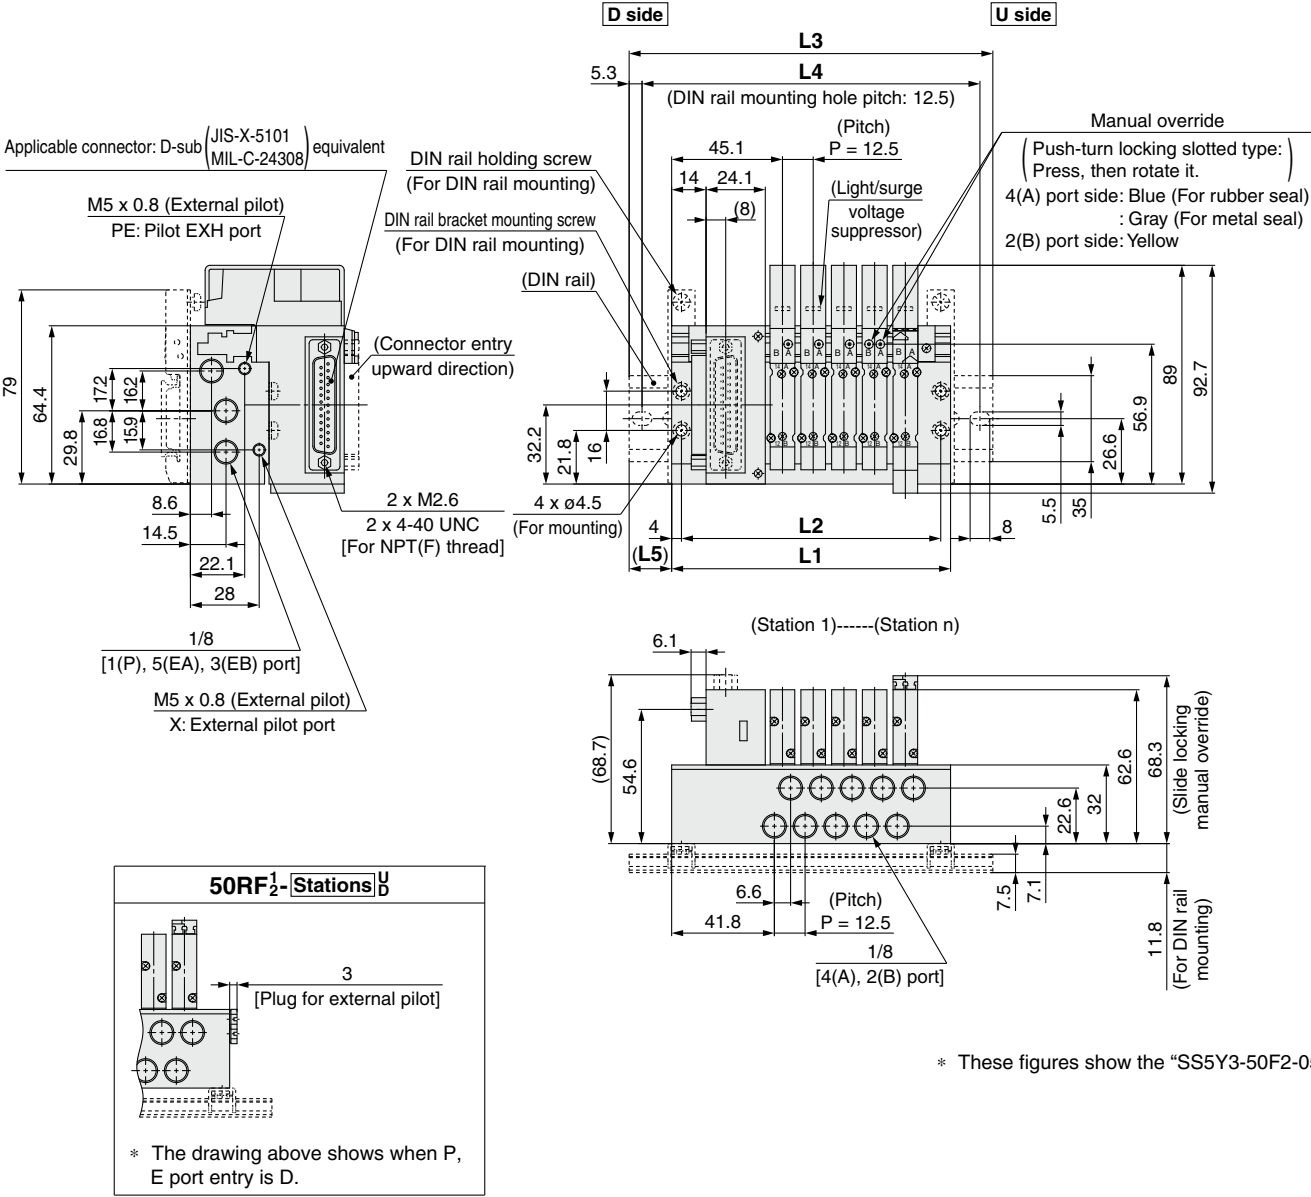 D side
U side
L3
5.3
L4
(DIN rail mounting hole pitch: 12.5)
Applicable connector: D-sub (JIS-X-5101 MIL-C-24308) equivalent
M5 x 0.8 (External pilot)
PE: Pilot EXH port
DIN rail holding screw
(For DIN rail mounting)
DIN rail bracket mounting screw
(For DIN rail mounting)
(DIN rail)
45.1
(Pitch)
P = 12.5
14
24.1
(8)
(Light/surge
voltage
suppressor)
Manual override
(Push-turn locking slotted type:
Press, then rotate it.)
4(A) port side: Blue (For rubber seal)
: Gray (For metal seal)
2(B) port side: Yellow
(Connector entry
upward direction)
79
64.4
29.8
17.2
16.2
16.8
15.9
8.6
14.5
22.1
28
2 x M2.6
2 x 4-40 UNC
[For NPT(F) thread]
1/8
[1(P), 5(EA), 3(EB) port]
M5 x 0.8 (External pilot)
X: External pilot port
32.2
21.8
16
4 x ø4.5
(For mounting)
B A B A B A B A B A
14 A 14 A 14 A 14 A 14 A
12 B 12 B 12 B 12 B 12 B
89
92.7
56.9
26.6
5.5
35
8
4
L2
(L5)
L1
(Station 1)------(Station n)
6.1
(68.7)
54.6
22.6
32
62.6
68.3
(Slide locking
manual override)
7.5
7.1
11.8
(For DIN rail
mounting)
6.6
(Pitch)
41.8
P = 12.5
1/8
[4(A), 2(B) port]
50RF1/2-Stations U/D
3
[Plug for external pilot]
* The drawing above shows when P,
E port entry is D.
* These figures show the “SS5Y3-50F2-05